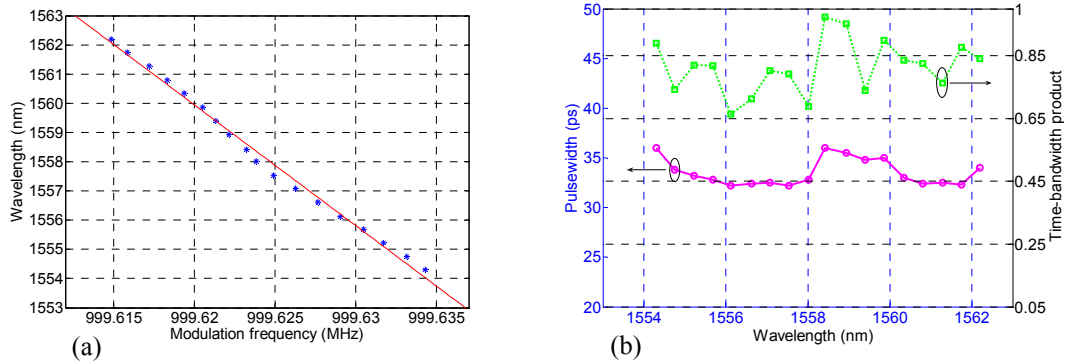 1563
1562
1561
1560
1559
1558
1557
1556
1555
1554
1553
Wavelength (nm)
999.615 999.62 999.625 999.63 999.635
Modulation frequency (MHz)
(a)
50
45
40
35
30
25
20
Pulsewidth (ps)
1
0.85
0.65
0.45
0.25
0.05
Time-bandwidth product
1554 1556 1558 1560 1562
Wavelength (nm)
(b)